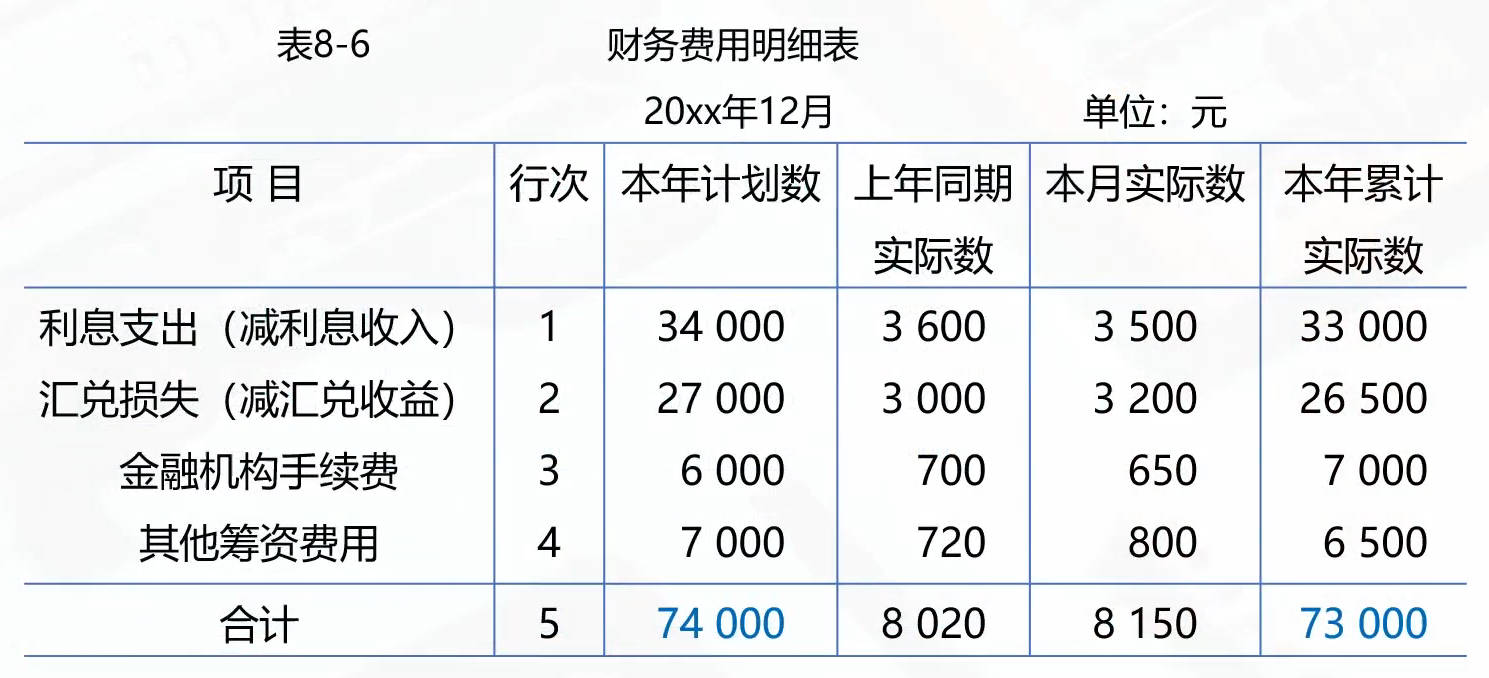 表8-6 财务费用明细表
20xx年12月 单位：元
项 目 行次 本年计划数 上年同期 本月实际数 本年累计
实际数 实际数
利息支出（减利息收入） 1 34 000 3 600 3 500 33 000
汇兑损失（减汇兑收益） 2 27 000 3 000 3 200 26 500
金融机构手续费 3 6 000 700 650 7 000
其他筹资费用 4 7 000 720 800 6 500
合计 5 74 000 8 020 8 150 73 000